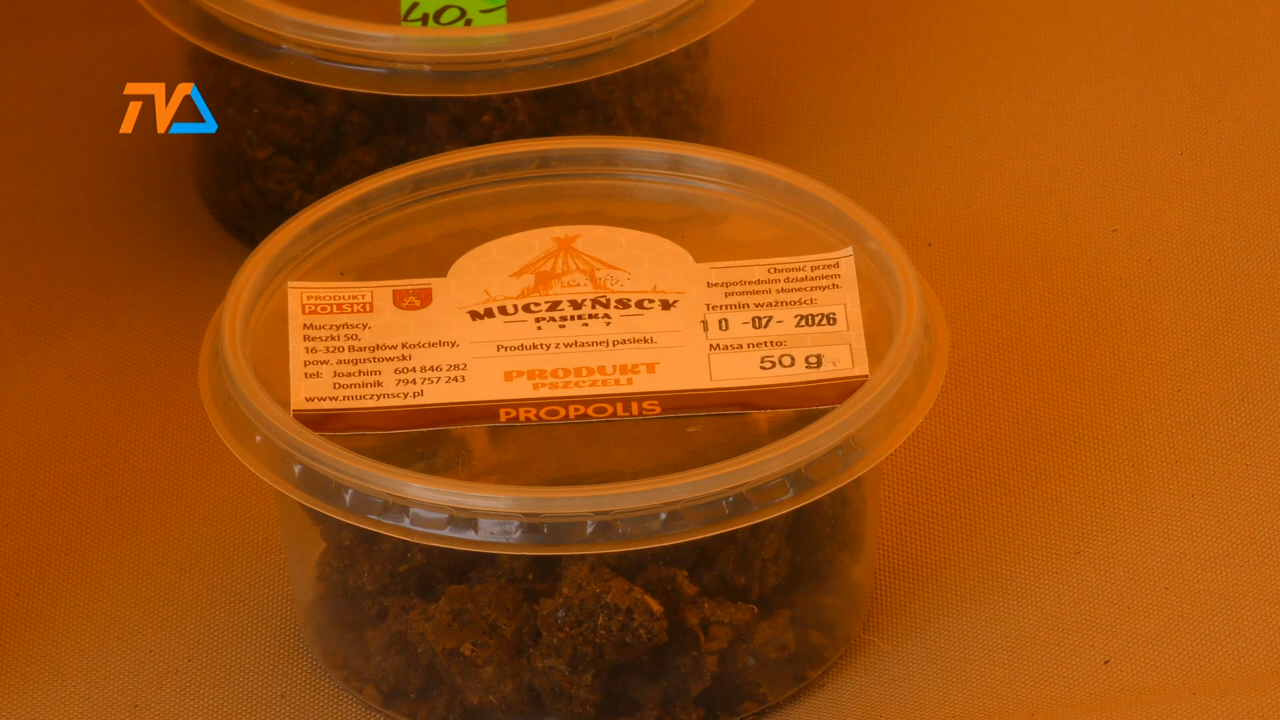 40,-
TVA
PRODUKT
POLSKI
Muczyńscy,
Reszki 50,
16-320 Bargłów Kościelny,
pow. augustowski
tel: Joachim 604 846 282
Dominik 794 757 243
www.muczynscy.pl
MUCZYŃSCY
PASIEKA
1947
Produkty z własnej pasieki.
PRODUKT
PSZCZELI
PROPOLIS
Chronić przed
bezpośrednim działaniem
promieni słonecznych.
Termin ważności:
10 -07- 2026
Masa netto:
50 g